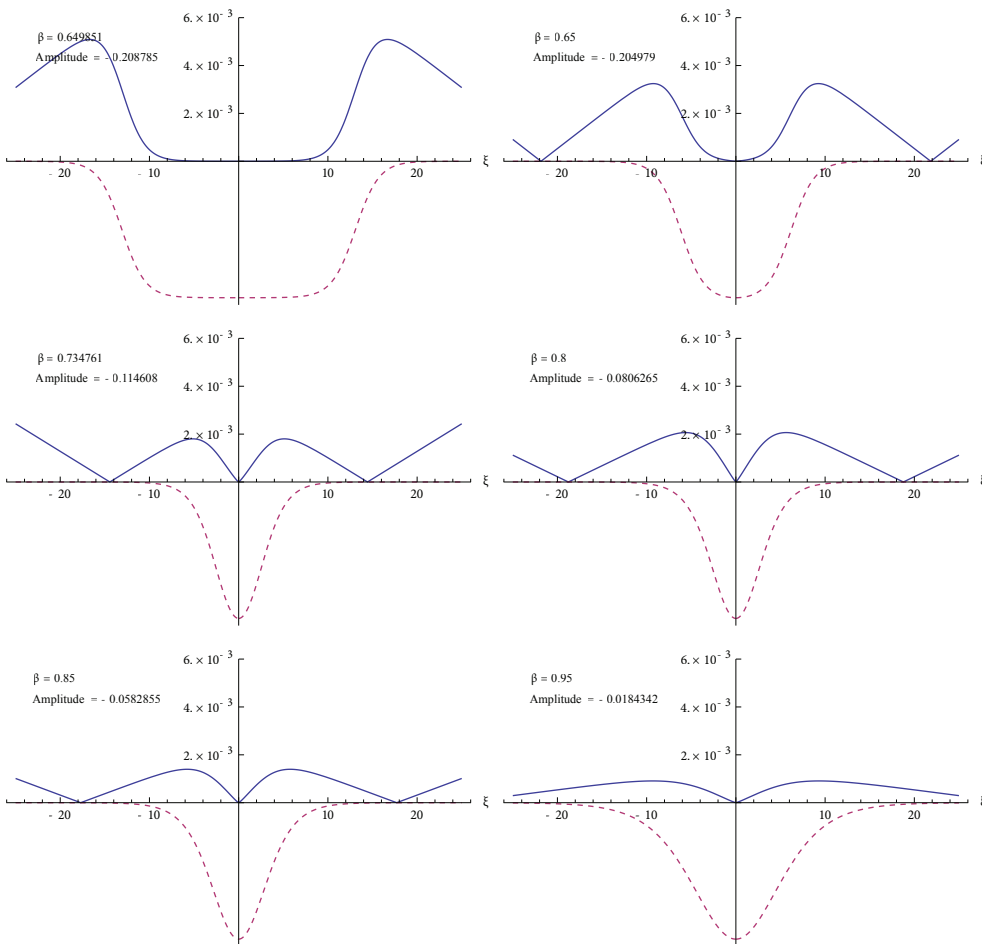 β = 0.649851
Amplitude = - 0.208785
6.×10^-3
4.×10^-3
2.×10^-3
- 20 - 10 10 20 ξ
β = 0.65
Amplitude = - 0.204979
6.×10^-3
4.×10^-3
2.×10^-3
- 20 - 10 10 20 ξ
β = 0.734761
Amplitude = - 0.114608
6.×10^-3
4.×10^-3
2.×10^-3
- 20 - 10 10 20 ξ
β = 0.8
Amplitude = - 0.0806265
6.×10^-3
4.×10^-3
2.×10^-3
- 20 - 10 10 20 ξ
β = 0.85
Amplitude = - 0.0582855
6.×10^-3
4.×10^-3
2.×10^-3
- 20 - 10 10 20 ξ
β = 0.95
Amplitude = - 0.0184342
6.×10^-3
4.×10^-3
2.×10^-3
- 20 - 10 10 20 ξ